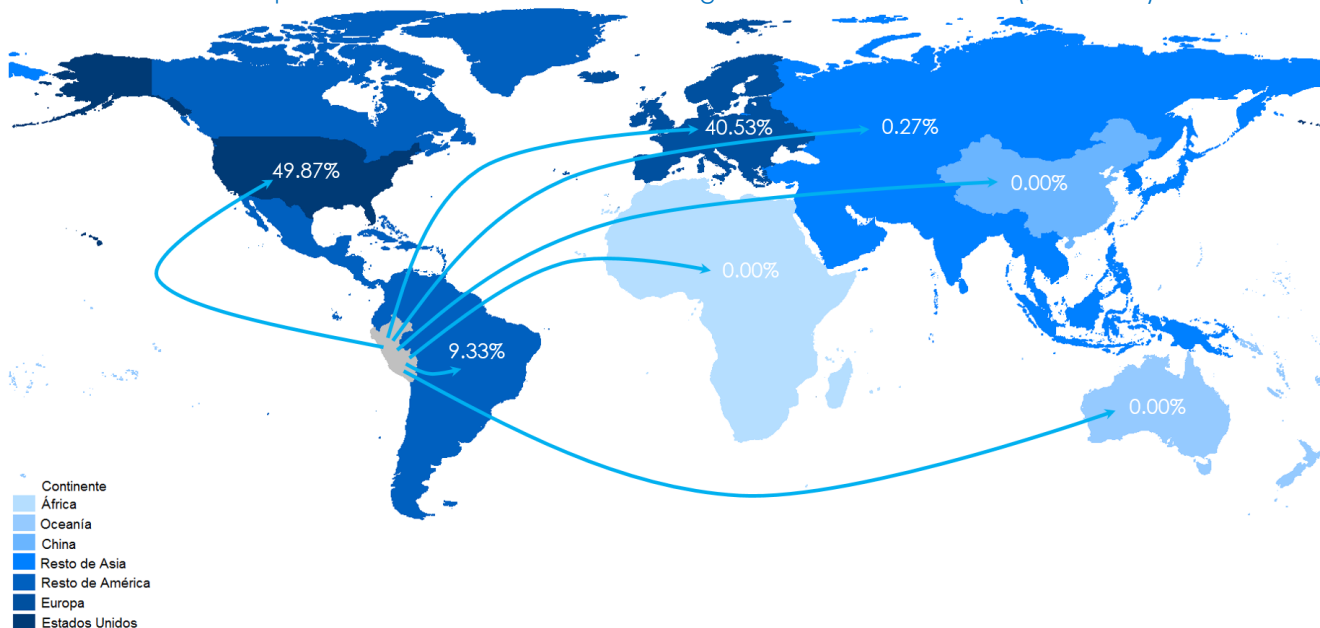 40.53%
0.27%
49.87%
0.00%
0.00%
9.33%
0.00%
Continente
África
Oceanía
China
Resto de Asia
Resto de América
Europa
Estados Unidos